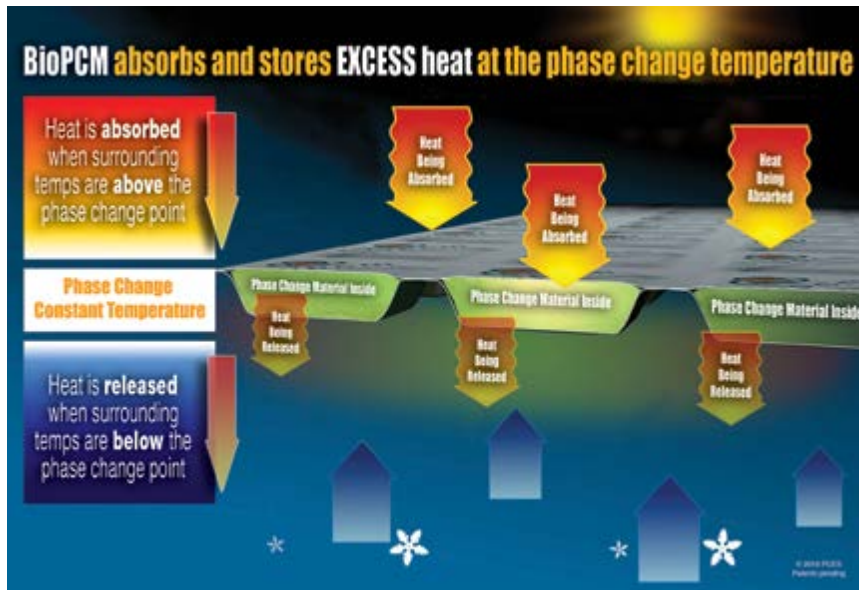 BioPCM absorbs and stores EXCESS heat at the phase change temperature
Heat is absorbed
when surrounding
temps are above the
phase change point
Heat
Being
Absorbed
Heat
Being
Absorbed
Heat
Being
Absorbed
Phase Change
Constant Temperature
Phase Change Material Inside
Phase Change Material Inside
Phase Change Material Inside
Heat
Being
Released
Heat
Being
Released
Heat
Being
Released
Heat is released
when surrounding
temps are below the
phase change point
© 2010 PCES
Patents pending